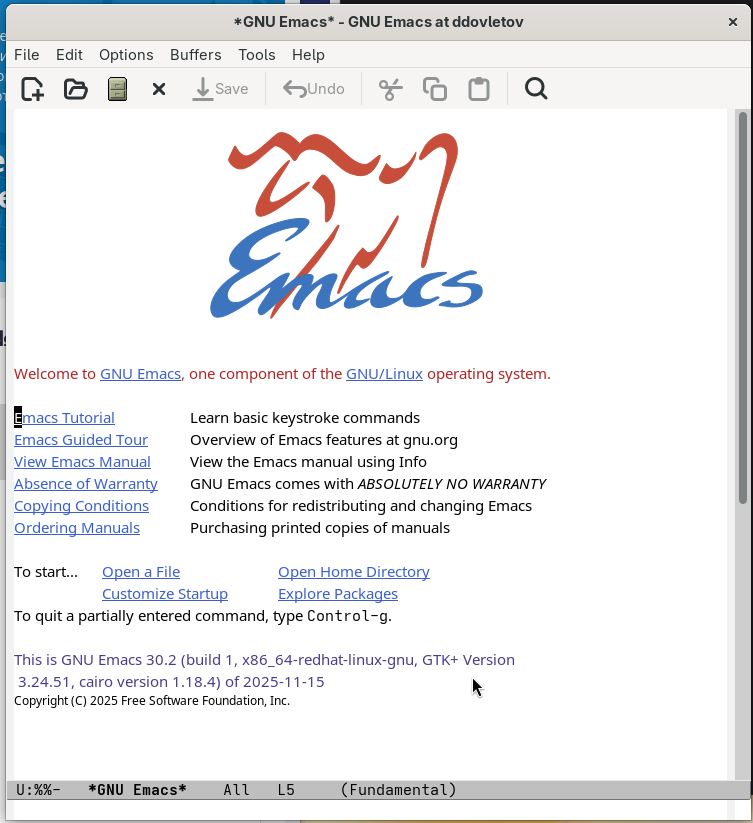 *GNU Emacs* - GNU Emacs at ddovletov
File Edit Options Buffers Tools Help
Save Undo
Emacs
Welcome to GNU Emacs, one component of the GNU/Linux operating system.
Emacs Tutorial Learn basic keystroke commands
Emacs Guided Tour Overview of Emacs features at gnu.org
View Emacs Manual View the Emacs manual using Info
Absence of Warranty GNU Emacs comes with ABSOLUTELY NO WARRANTY
Copying Conditions Conditions for redistributing and changing Emacs
Ordering Manuals Purchasing printed copies of manuals
To start... Open a File Open Home Directory
Customize Startup Explore Packages
To quit a partially entered command, type Control-g.
This is GNU Emacs 30.2 (build 1, x86_64-redhat-linux-gnu, GTK+ Version
3.24.51, cairo version 1.18.4) of 2025-11-15
Copyright (C) 2025 Free Software Foundation, Inc.
U:%%- *GNU Emacs* All L5 (Fundamental)